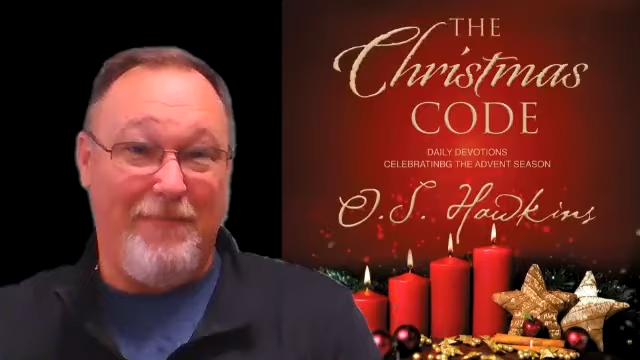 THE
Christmas
CODE
DAILY DEVOTIONS
CELEBRATINBG THE ADVENT SEASON
O.S. Hawkins